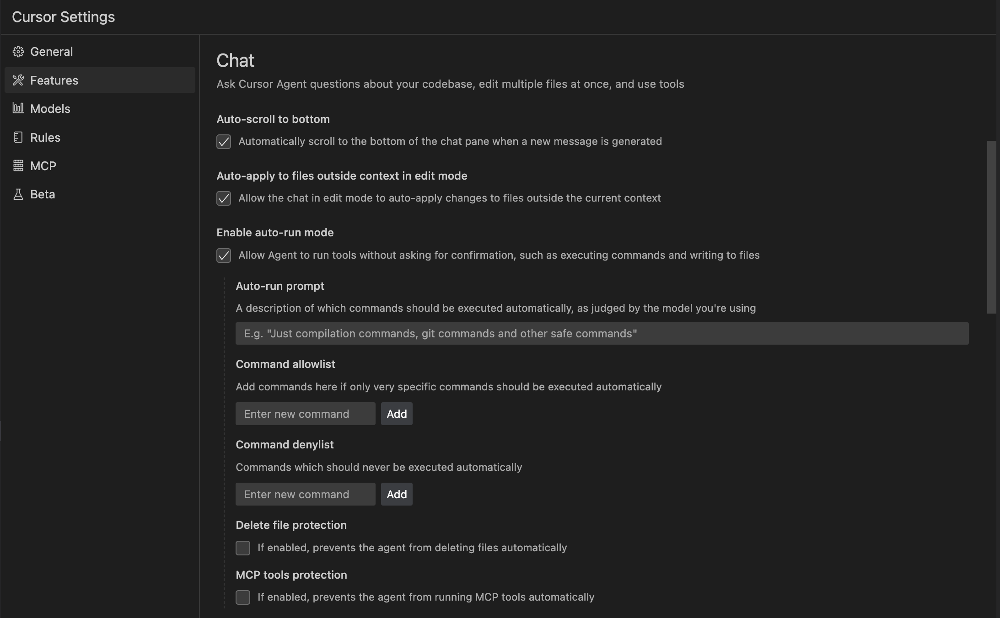 Cursor Settings
General
Features
Models
Rules
MCP
Beta
Chat
Ask Cursor Agent questions about your codebase, edit multiple files at once, and use tools
Auto-scroll to bottom
Automatically scroll to the bottom of the chat pane when a new message is generated
Auto-apply to files outside context in edit mode
Allow the chat in edit mode to auto-apply changes to files outside the current context
Enable auto-run mode
Allow Agent to run tools without asking for confirmation, such as executing commands and writing to files
Auto-run prompt
A description of which commands should be executed automatically, as judged by the model you're using
E.g. "Just compilation commands, git commands and other safe commands"
Command allowlist
Add commands here if only very specific commands should be executed automatically
Enter new command Add
Command denylist
Commands which should never be executed automatically
Enter new command Add
Delete file protection
If enabled, prevents the agent from deleting files automatically
MCP tools protection
If enabled, prevents the agent from running MCP tools automatically